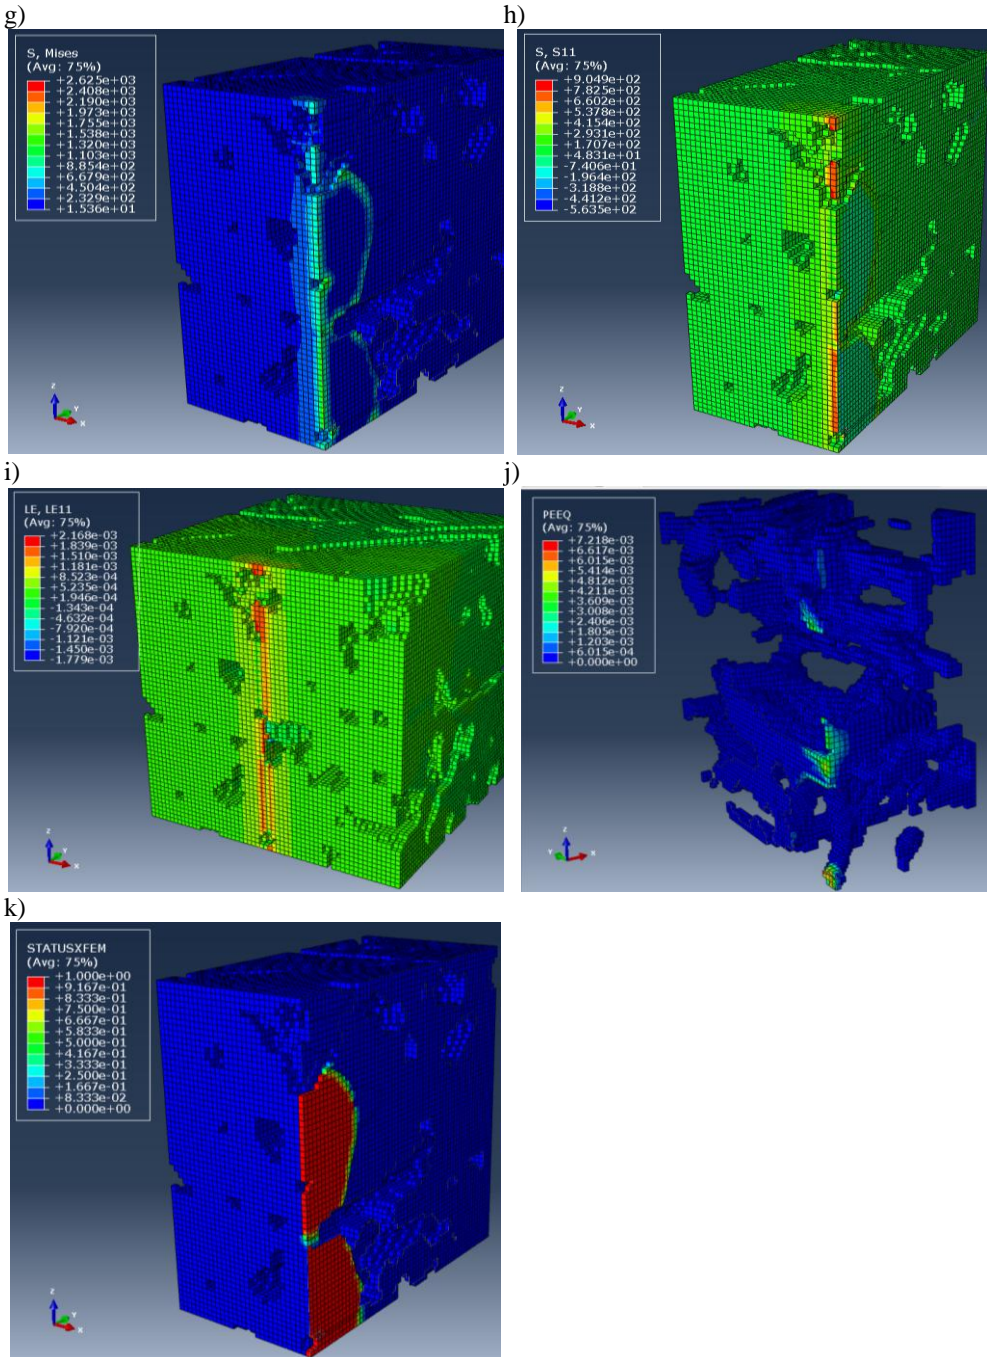 g)
S, Mises
(Avg: 75%)
+2.625e+03
+2.408e+03
+2.190e+03
+1.973e+03
+1.755e+03
+1.538e+03
+1.320e+03
+1.103e+03
+8.854e+02
+6.679e+02
+4.504e+02
+2.329e+02
+1.536e+01
Z
Y
X
h)
S, S11
(Avg: 75%)
+9.049e+02
+7.825e+02
+6.602e+02
+5.378e+02
+4.154e+02
+2.931e+02
+1.707e+02
+4.831e+01
-7.406e+01
-1.964e+02
-3.188e+02
-4.412e+02
-5.635e+02
Z
Y
X
i)
LE, LE11
(Avg: 75%)
+2.168e-03
+1.839e-03
+1.510e-03
+1.181e-03
+8.523e-04
+5.235e-04
+1.946e-04
-1.343e-04
-4.632e-04
-7.920e-04
-1.121e-03
-1.450e-03
-1.779e-03
Z
Y
X
j)
PEEQ
(Avg: 75%)
+7.218e-03
+6.617e-03
+6.015e-03
+5.414e-03
+4.812e-03
+4.211e-03
+3.609e-03
+3.008e-03
+2.406e-03
+1.805e-03
+1.203e-03
+6.015e-04
+0.000e+00
Z
Y
X
k)
STATUSXFEM
(Avg: 75%)
+1.000e+00
+9.167e-01
+8.333e-01
+7.500e-01
+6.667e-01
+5.833e-01
+5.000e-01
+4.167e-01
+3.333e-01
+2.500e-01
+1.667e-01
+8.333e-02
+0.000e+00
Z
Y
X